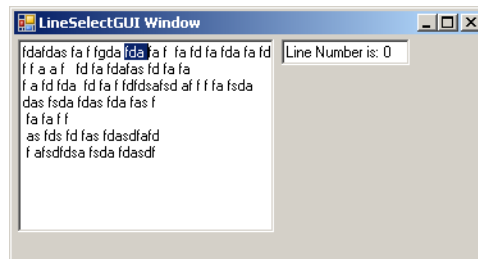 LineSelectGUI Window
fdafdas fa f fgda fda fa f  fa fd fa fda fa fd
f f a a f   fd fa fdafas fd fa fa
f a fd fda  fd fa f fdfdsafsd af f f fa fsda
das fsda fdas fda fas f
fa fa f f
as fds fd fas fdasdfafd
f afsdfdsa fsda fdasdf
Line Number is: 0